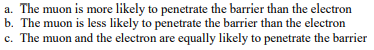 a. The muon is more likely to penetrate the barrier than the electron
b. The muon is less likely to penetrate the barrier than the electron
c. The muon and the electron are equally likely to penetrate the barrier